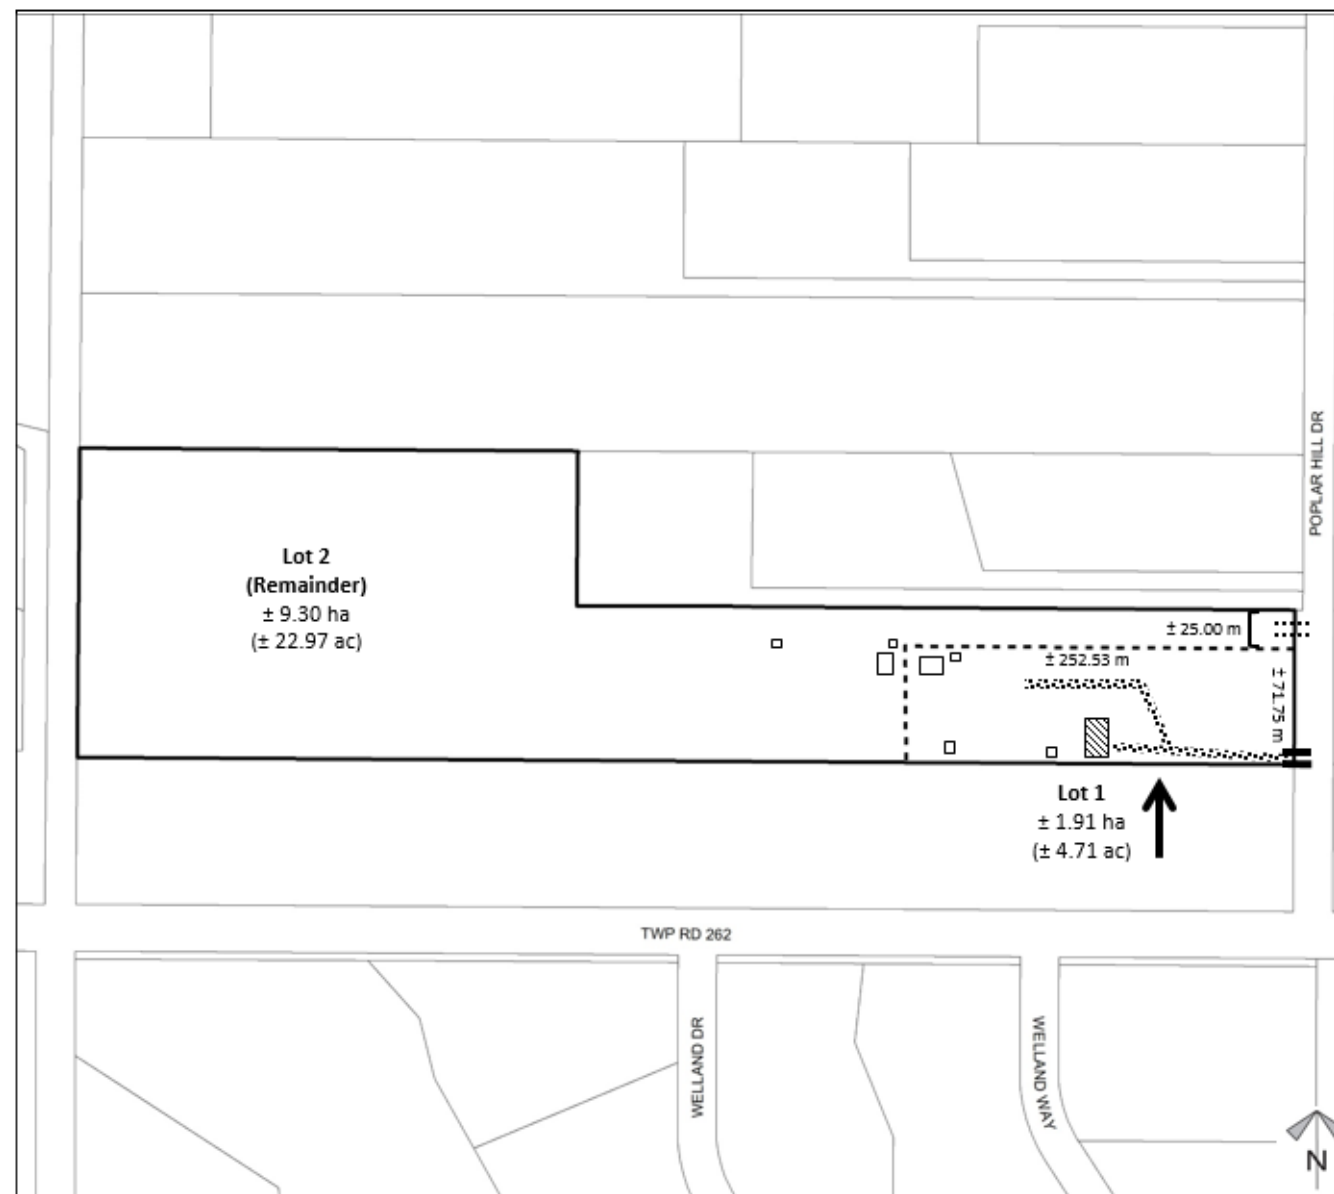 POPLAR HILL DR
Lot 2
(Remainder)
± 9.30 ha
(± 22.97 ac)
± 25.00 m
± 252.53 m
± 71.75 m
Lot 1
± 1.91 ha
(± 4.71 ac)
TWP RD 262
WELLAND DR
WELLAND WAY
N